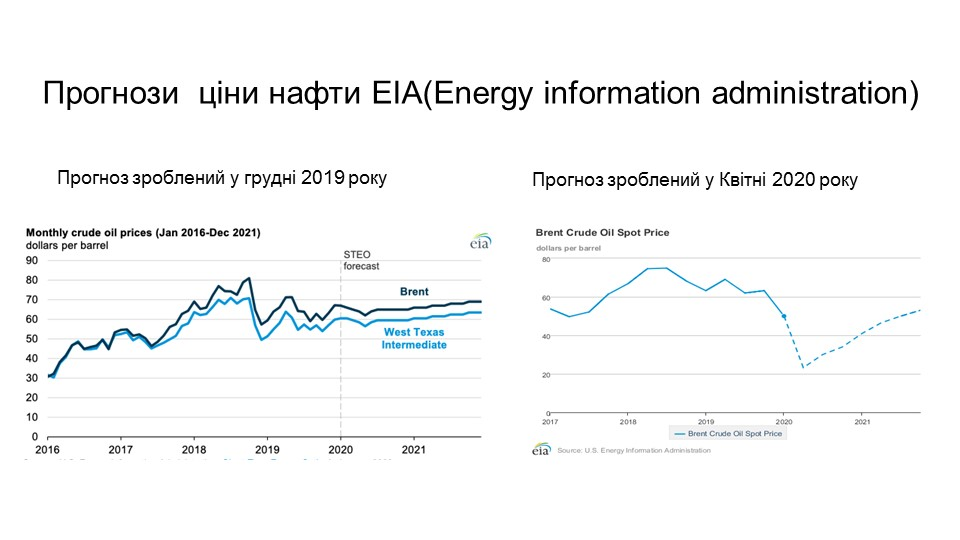 Прогнози ціни нафти EIA(Energy information administration)
Прогноз зроблений у грудні 2019 року
Прогноз зроблений у Квітні 2020 року
Monthly crude oil prices (Jan 2016-Dec 2021)
dollars per barrel
eia
STEO
forecast
90
80
70
60
50
40
30
20
10
0
Brent
West Texas
Intermediate
2016 2017 2018 2019 2020 2021
Brent Crude Oil Spot Price
dollars per barrel
80
60
40
20
0
2017 2018 2019 2020 2021
Brent Crude Oil Spot Price
eia Source: U.S. Energy Information Administration